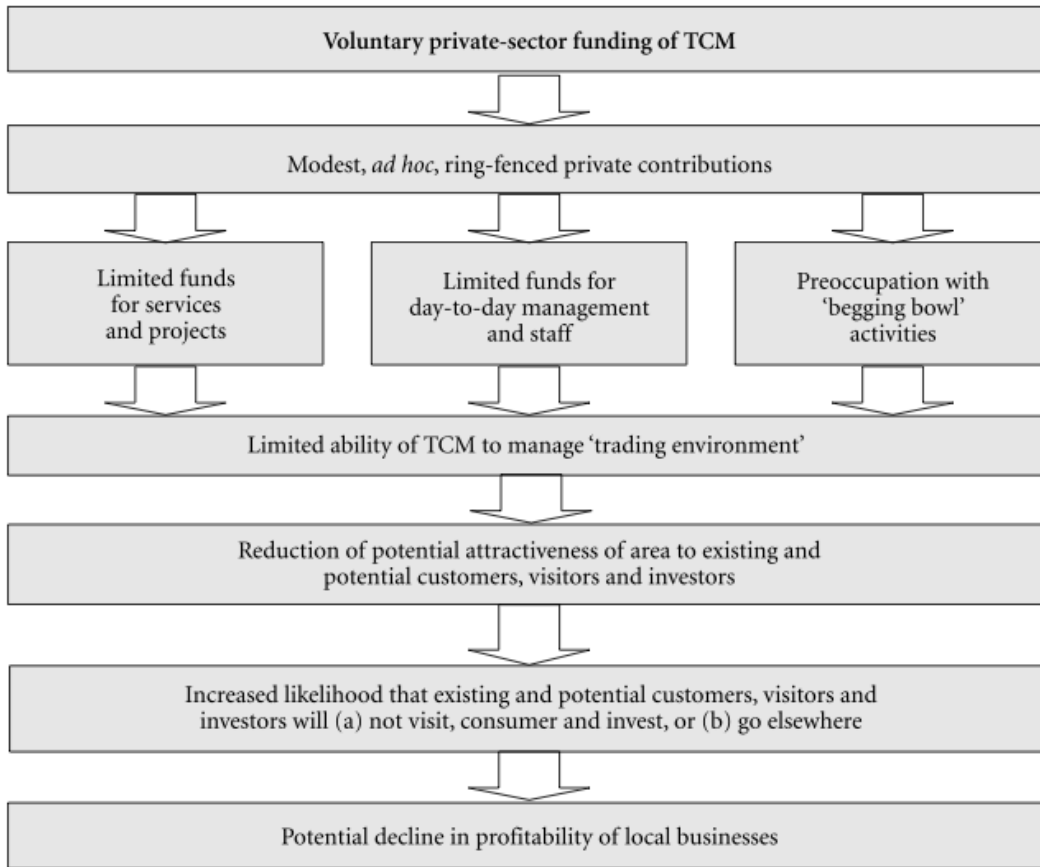 Voluntary private-sector funding of TCM
Modest, ad hoc, ring-fenced private contributions
Limited funds
for services
and projects
Limited funds for
day-to-day management
and staff
Preoccupation with
‘begging bowl’
activities
Limited ability of TCM to manage ‘trading environment’
Reduction of potential attractiveness of area to existing and
potential customers, visitors and investors
Increased likelihood that existing and potential customers, visitors and
investors will (a) not visit, consumer and invest, or (b) go elsewhere
Potential decline in profitability of local businesses